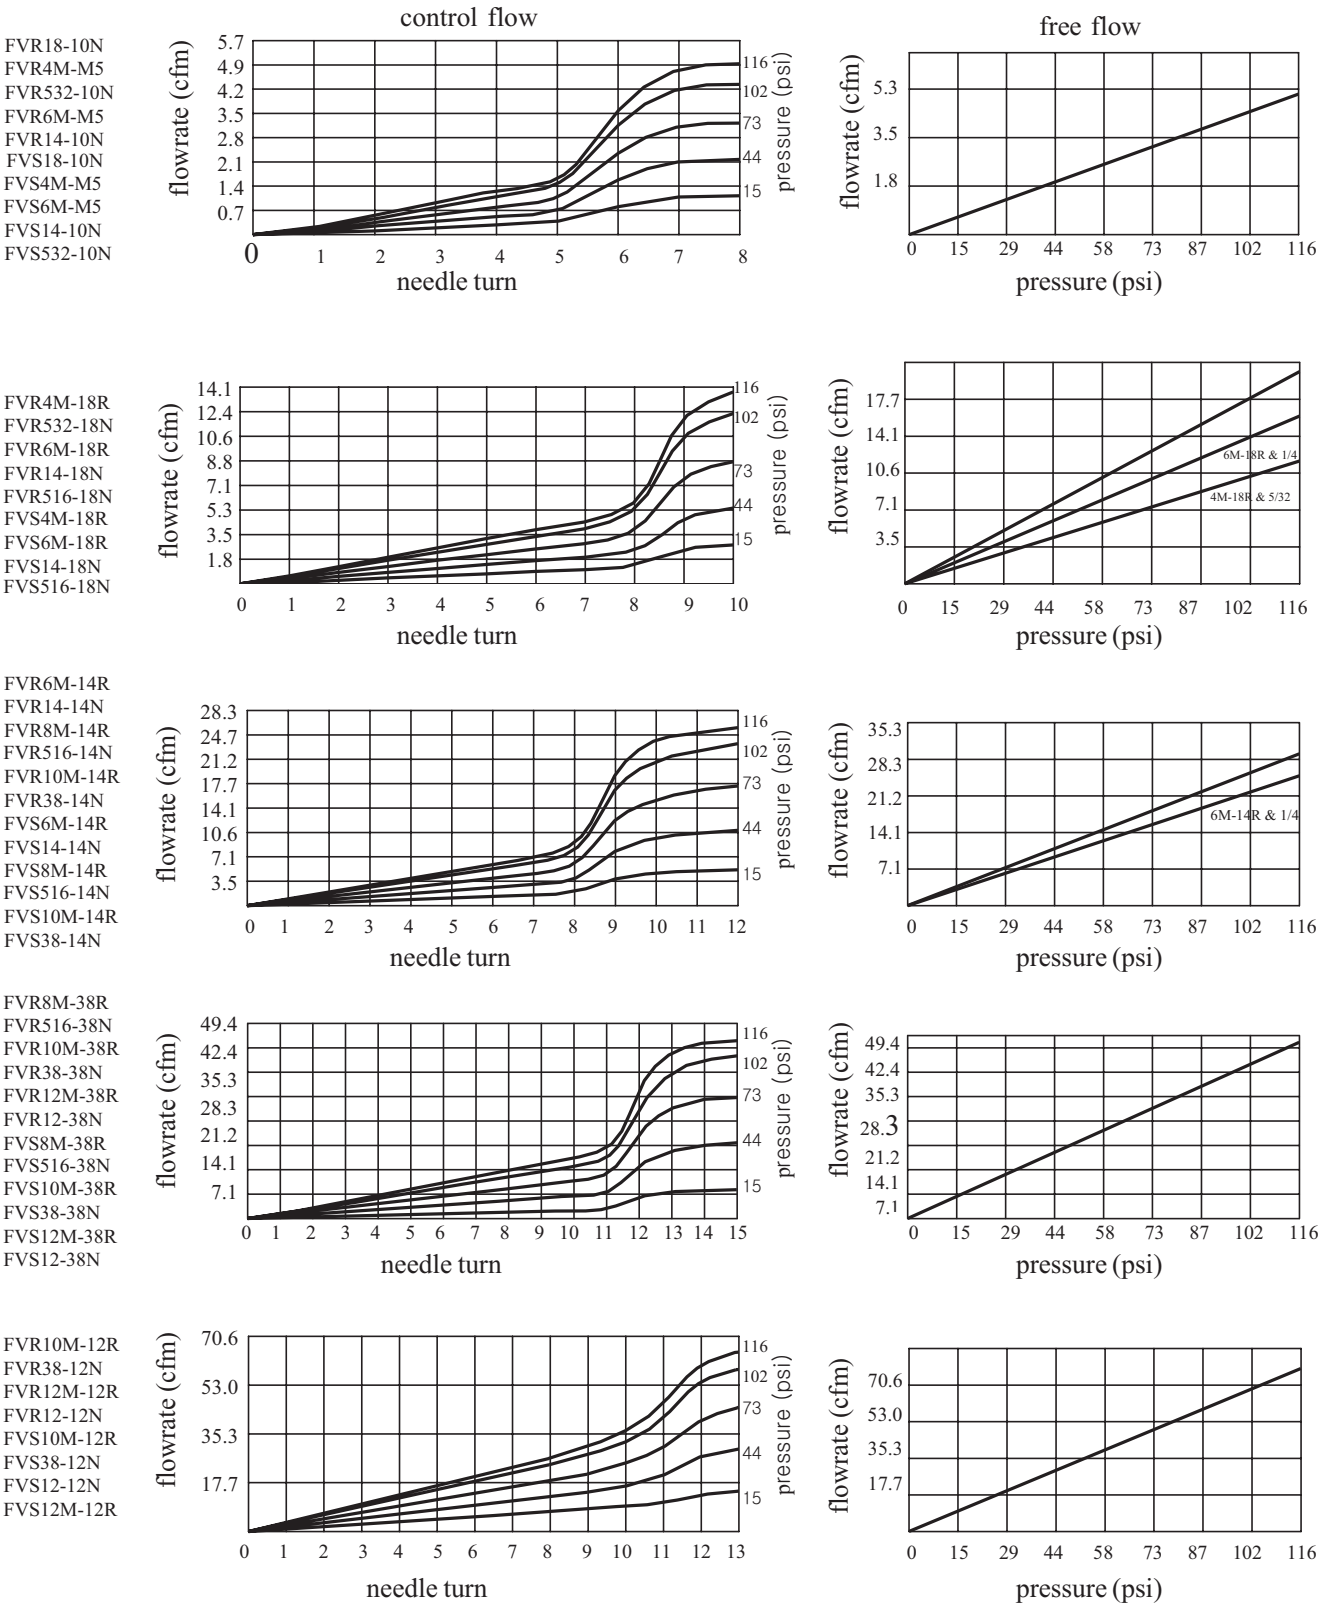 control flow
free flow
FVR18-10N
FVR4M-M5
FVR532-10N
FVR6M-M5
FVR14-10N
FVS18-10N
FVS4M-M5
FVS6M-M5
FVS14-10N
FVS532-10N
flowrate (cfm)
5.7
4.9
4.2
3.5
2.8
2.1
1.4
0.7
116
102
73
44
15
pressure (psi)
0 1 2 3 4 5 6 7 8
needle turn
flowrate (cfm)
5.3
3.5
1.8
0 15 29 44 58 73 87 102 116
pressure (psi)
FVR4M-18R
FVR532-18N
FVR6M-18R
FVR14-18N
FVR516-18N
FVS4M-18R
FVS6M-18R
FVS14-18N
FVS516-18N
flowrate (cfm)
14.1
12.4
10.6
8.8
7.1
5.3
3.5
1.8
116
102
73
44
15
pressure (psi)
0 1 2 3 4 5 6 7 8 9 10
needle turn
flowrate (cfm)
17.7
14.1
10.6
7.1
3.5
6M-18R & 1/4
4M-18R & 5/32
0 15 29 44 58 73 87 102 116
pressure (psi)
FVR6M-14R
FVR14-14N
FVR8M-14R
FVR516-14N
FVR10M-14R
FVR38-14N
FVS6M-14R
FVS14-14N
FVS8M-14R
FVS516-14N
FVS10M-14R
FVS38-14N
flowrate (cfm)
28.3
24.7
21.2
17.7
14.1
10.6
7.1
3.5
116
102
73
44
15
pressure (psi)
0 1 2 3 4 5 6 7 8 9 10 11 12
needle turn
flowrate (cfm)
35.3
28.3
21.2
14.1
7.1
6M-14R & 1/4
0 15 29 44 58 73 87 102 116
pressure (psi)
FVR8M-38R
FVR516-38N
FVR10M-38R
FVR38-38N
FVR12M-38R
FVR12-38N
FVS8M-38R
FVS516-38N
FVS10M-38R
FVS38-38N
FVS12M-38R
FVS12-38N
flowrate (cfm)
49.4
42.4
35.3
28.3
21.2
14.1
7.1
116
102
73
44
15
pressure (psi)
0 1 2 3 4 5 6 7 8 9 10 11 12 13 14 15
needle turn
flowrate (cfm)
49.4
42.4
35.3
28.3
21.2
14.1
7.1
0 15 29 44 58 73 87 102 116
pressure (psi)
FVR10M-12R
FVR38-12N
FVR12M-12R
FVR12-12N
FVS10M-12R
FVS38-12N
FVS12-12N
FVS12M-12R
flowrate (cfm)
70.6
53.0
35.3
17.7
116
102
73
44
15
pressure (psi)
0 1 2 3 4 5 6 7 8 9 10 11 12 13
needle turn
flowrate (cfm)
70.6
53.0
35.3
17.7
0 15 29 44 58 73 87 102 116
pressure (psi)